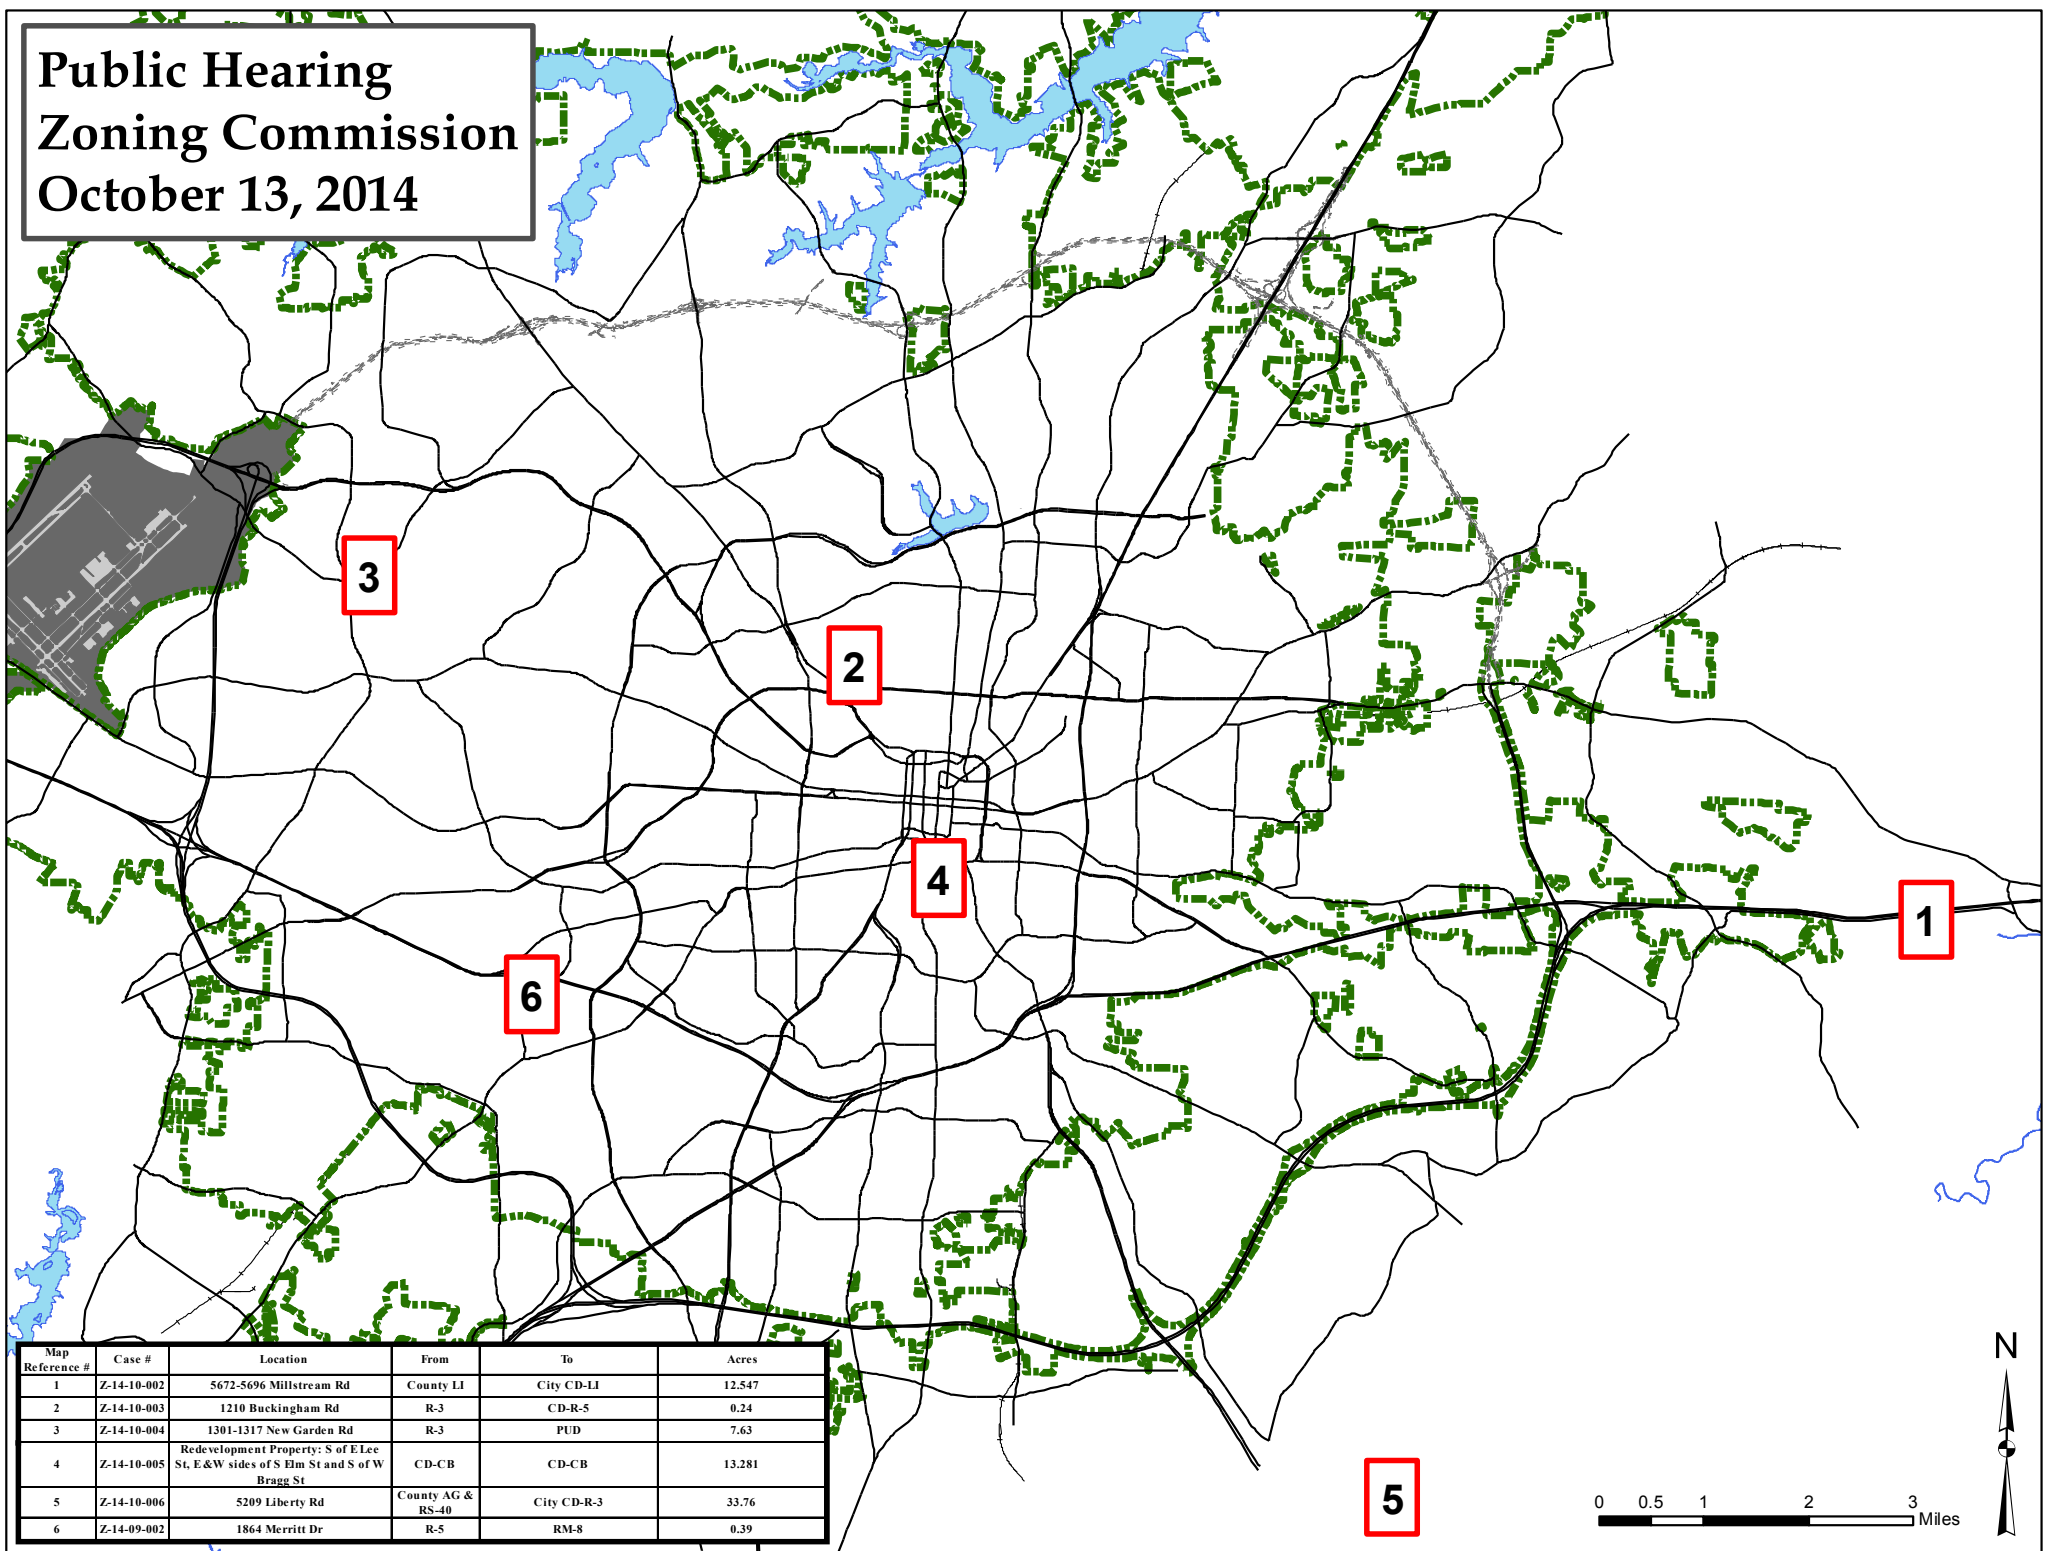 Public Hearing
Zoning Commission
October 13, 2014
3
2
4
1
6
5
N
0 0.5 1 2 3
Miles
Map Reference # Case # Location From To Acres
1 Z-14-10-002 5672-5696 Millstream Rd County LI City CD-LI 12.547
2 Z-14-10-003 1210 Buckingham Rd R-3 CD-R-5 0.24
3 Z-14-10-004 1301-1317 New Garden Rd R-3 PUD 7.63
4 Z-14-10-005 Redevelopment Property: S of E Lee St, E &W sides of S Elm St and S of W Bragg St CD-CB CD-CB 13.281
5 Z-14-10-006 5209 Liberty Rd County AG & RS-40 City CD-R-3 33.76
6 Z-14-09-002 1864 Merritt Dr R-5 RM-8 0.39